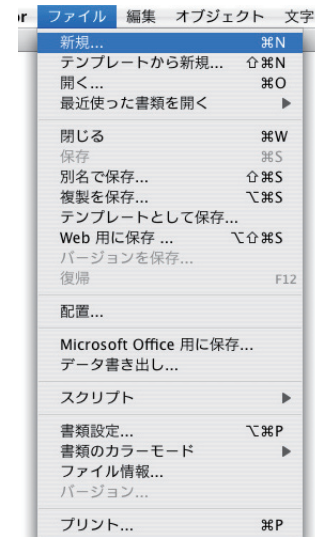 r ファイル 編集 オブジェクト 文字
新規... ⌘N
テンプレートから新規... ⇧⌘N
開く... ⌘O
最近使った書類を開く ▶
閉じる ⌘W
保存 ⌘S
別名で保存... ⇧⌘S
複製を保存... ⌥⌘S
テンプレートとして保存...
Web 用に保存 ... ⌥⇧⌘S
バージョンを保存...
復帰 F12
配置...
Microsoft Office 用に保存...
データ書き出し...
スクリプト ▶
書類設定... ⌥⌘P
書類のカラーモード ▶
ファイル情報...
バージョン...
プリント... ⌘P